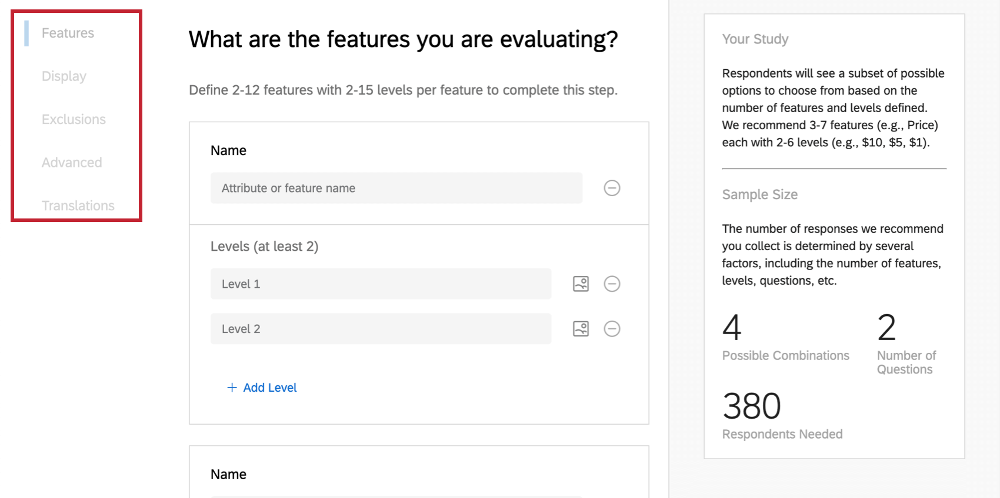 Features
Display
Exclusions
Advanced
Translations
What are the features you are evaluating?
Define 2-12 features with 2-15 levels per feature to complete this step.
Name
Attribute or feature name
Levels (at least 2)
Level 1
Level 2
+ Add Level
Name
Your Study
Respondents will see a subset of possible
options to choose from based on the
number of features and levels defined.
We recommend 3-7 features (e.g., Price)
each with 2-6 levels (e.g., $10, $5, $1).
Sample Size
The number of responses we recommend
you collect is determined by several
factors, including the number of features,
levels, questions, etc.
4
Possible Combinations
2
Number of
Questions
380
Respondents Needed